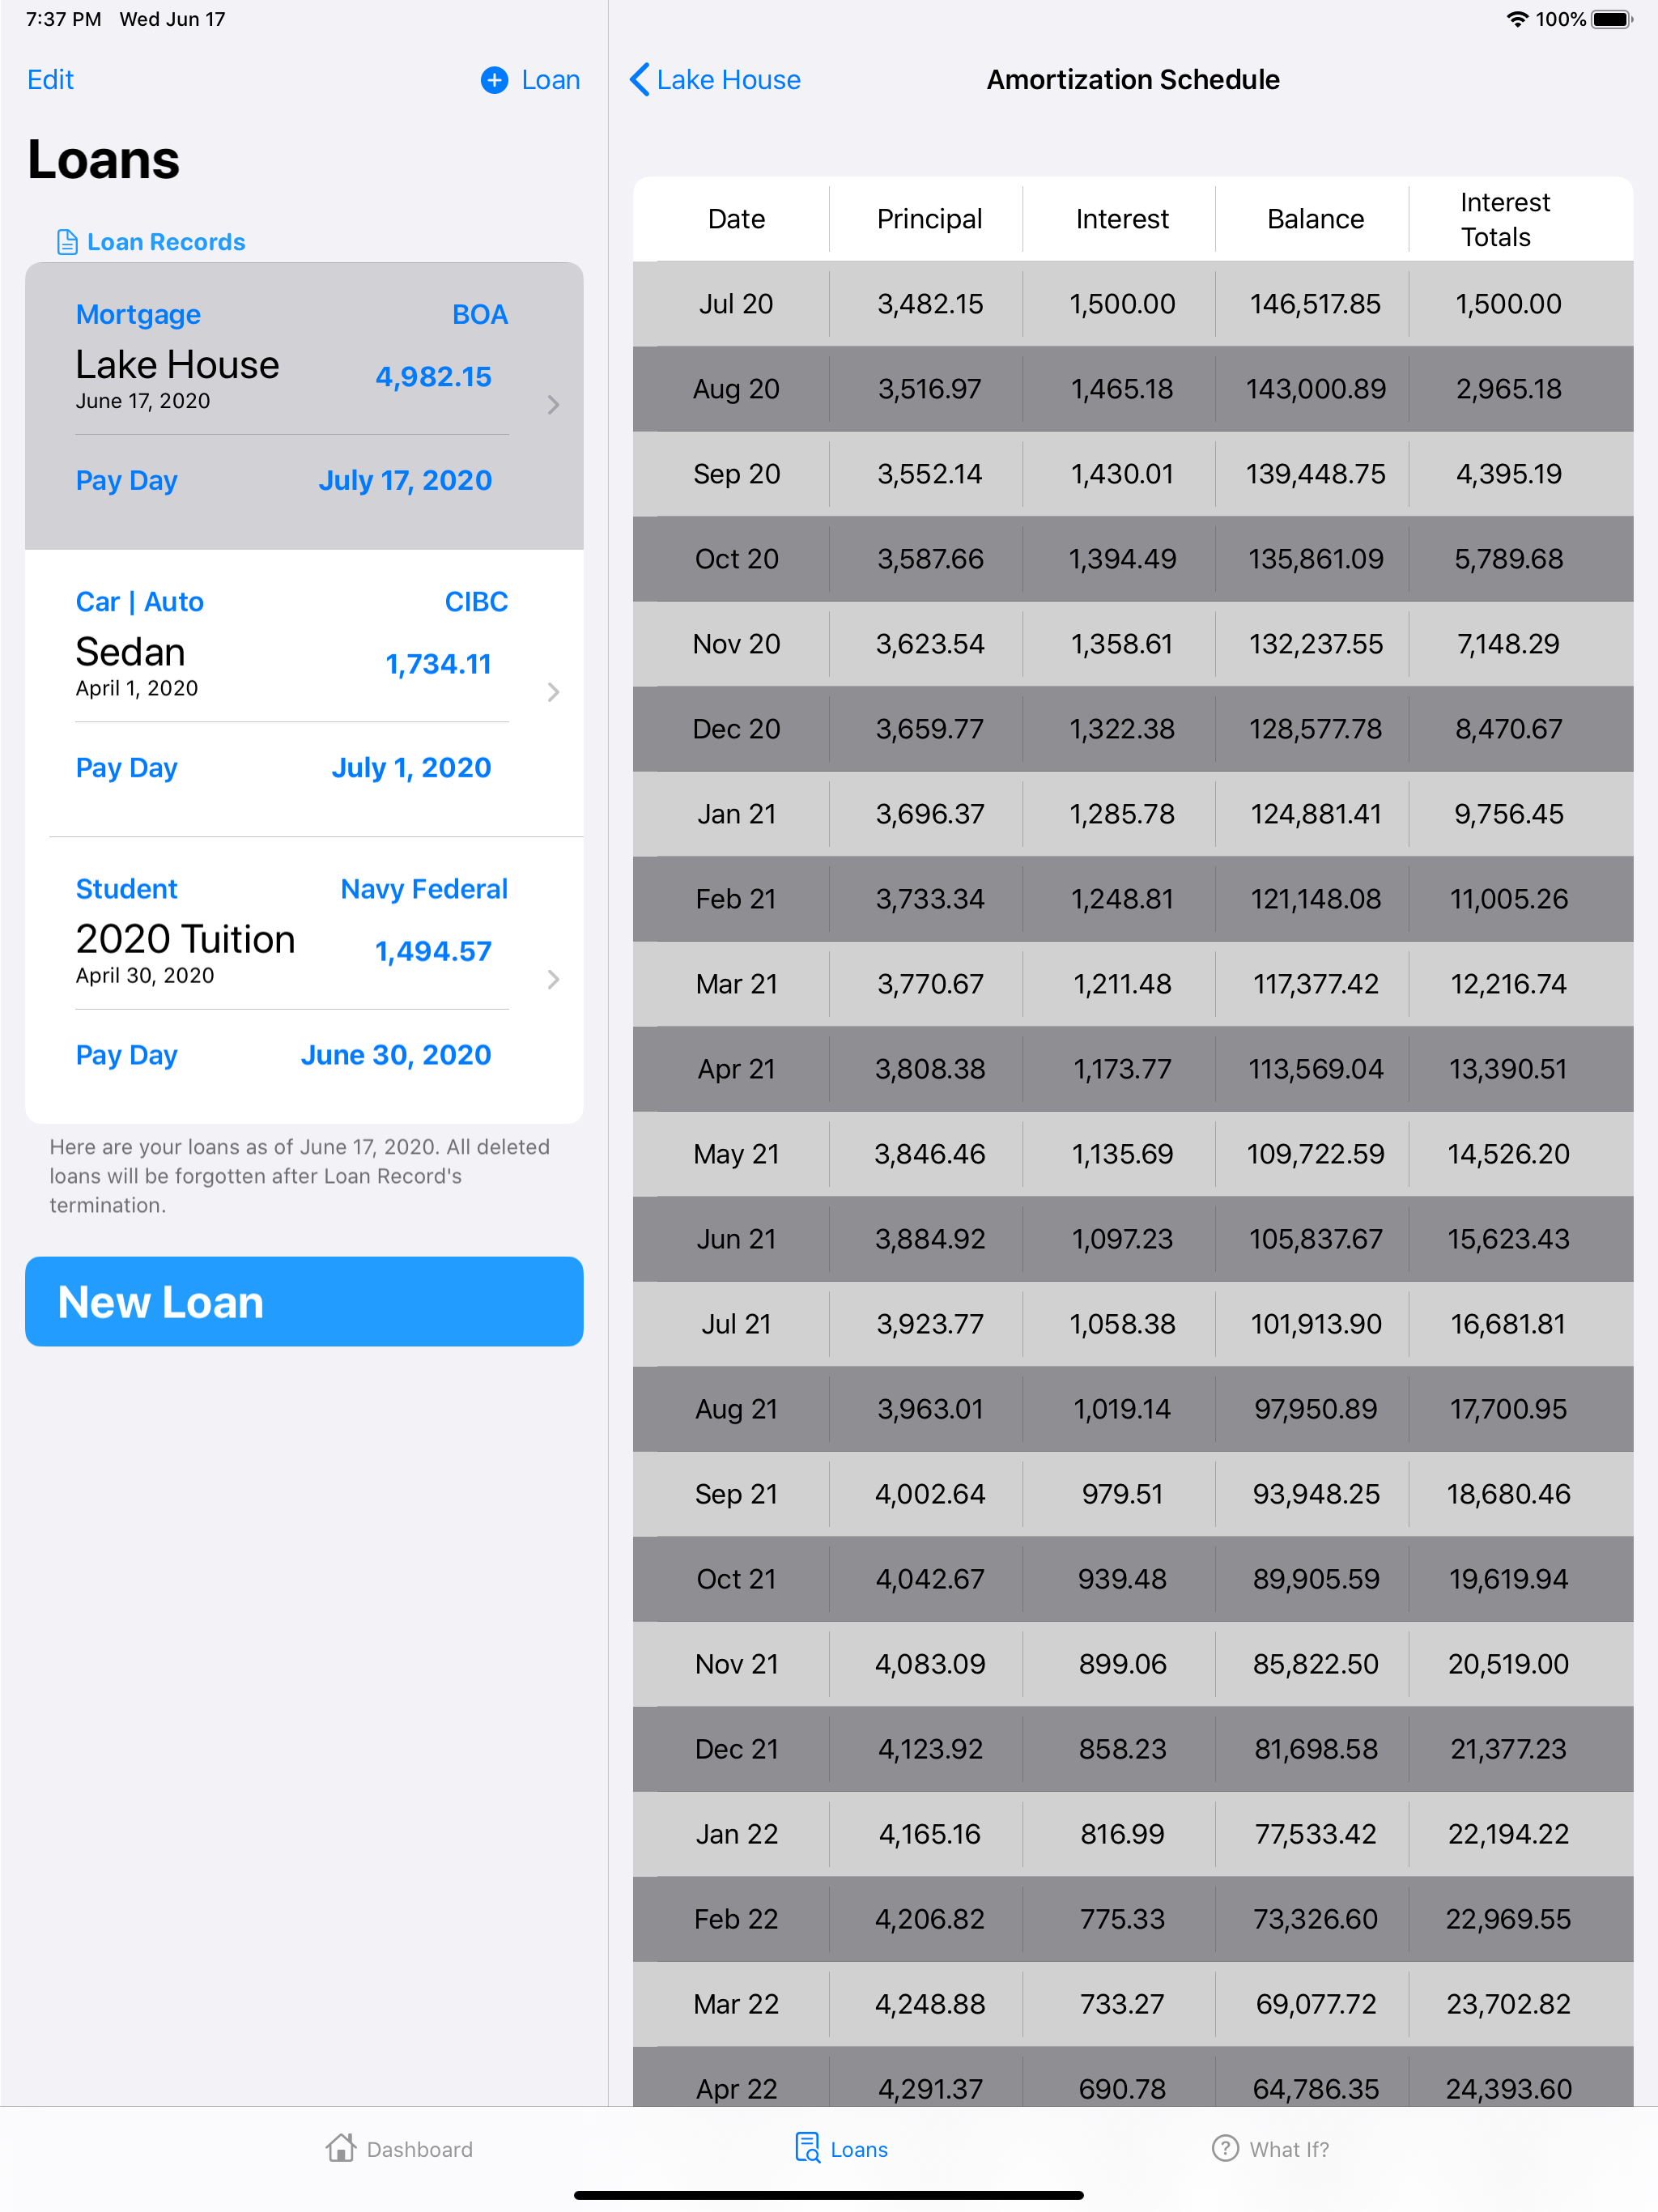 7:37 PM Wed Jun 17
100%
Edit
Loan
Loans
Loan Records
Mortgage BOA
Lake House 4,982.15
June 17, 2020
Pay Day July 17, 2020
Car | Auto CIBC
Sedan 1,734.11
April 1, 2020
Pay Day July 1, 2020
Student Navy Federal
2020 Tuition 1,494.57
April 30, 2020
Pay Day June 30, 2020
Here are your loans as of June 17, 2020. All deleted
loans will be forgotten after Loan Record's
termination.
New Loan
Lake House
Amortization Schedule
Date Principal Interest Balance Interest Totals
Jul 20 3,482.15 1,500.00 146,517.85 1,500.00
Aug 20 3,516.97 1,465.18 143,000.89 2,965.18
Sep 20 3,552.14 1,430.01 139,448.75 4,395.19
Oct 20 3,587.66 1,394.49 135,861.09 5,789.68
Nov 20 3,623.54 1,358.61 132,237.55 7,148.29
Dec 20 3,659.77 1,322.38 128,577.78 8,470.67
Jan 21 3,696.37 1,285.78 124,881.41 9,756.45
Feb 21 3,733.34 1,248.81 121,148.08 11,005.26
Mar 21 3,770.67 1,211.48 117,377.42 12,216.74
Apr 21 3,808.38 1,173.77 113,569.04 13,390.51
May 21 3,846.46 1,135.69 109,722.59 14,526.20
Jun 21 3,884.92 1,097.23 105,837.67 15,623.43
Jul 21 3,923.77 1,058.38 101,913.90 16,681.81
Aug 21 3,963.01 1,019.14 97,950.89 17,700.95
Sep 21 4,002.64 979.51 93,948.25 18,680.46
Oct 21 4,042.67 939.48 89,905.59 19,619.94
Nov 21 4,083.09 899.06 85,822.50 20,519.00
Dec 21 4,123.92 858.23 81,698.58 21,377.23
Jan 22 4,165.16 816.99 77,533.42 22,194.22
Feb 22 4,206.82 775.33 73,326.60 22,969.55
Mar 22 4,248.88 733.27 69,077.72 23,702.82
Apr 22 4,291.37 690.78 64,786.35 24,393.60
Dashboard
Loans
What If?